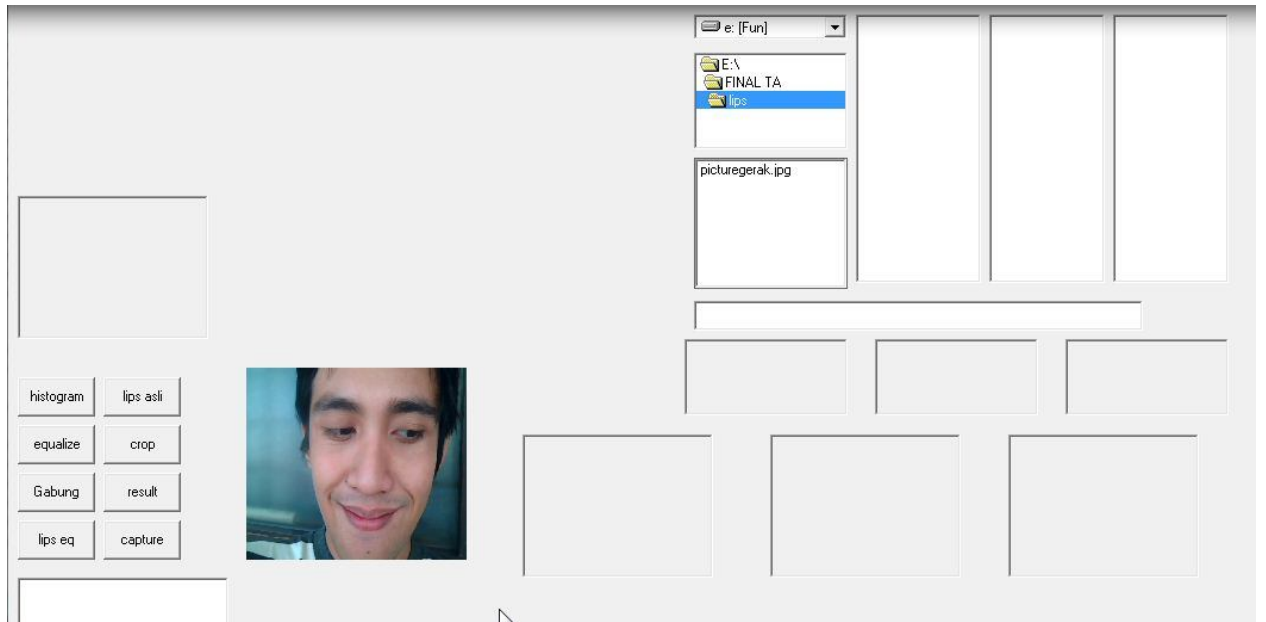 e: [Fun]
E:\
FINAL TA
lips
picturegerak.jpg
histogram
lips asli
equalize
crop
Gabung
result
lips eq
capture